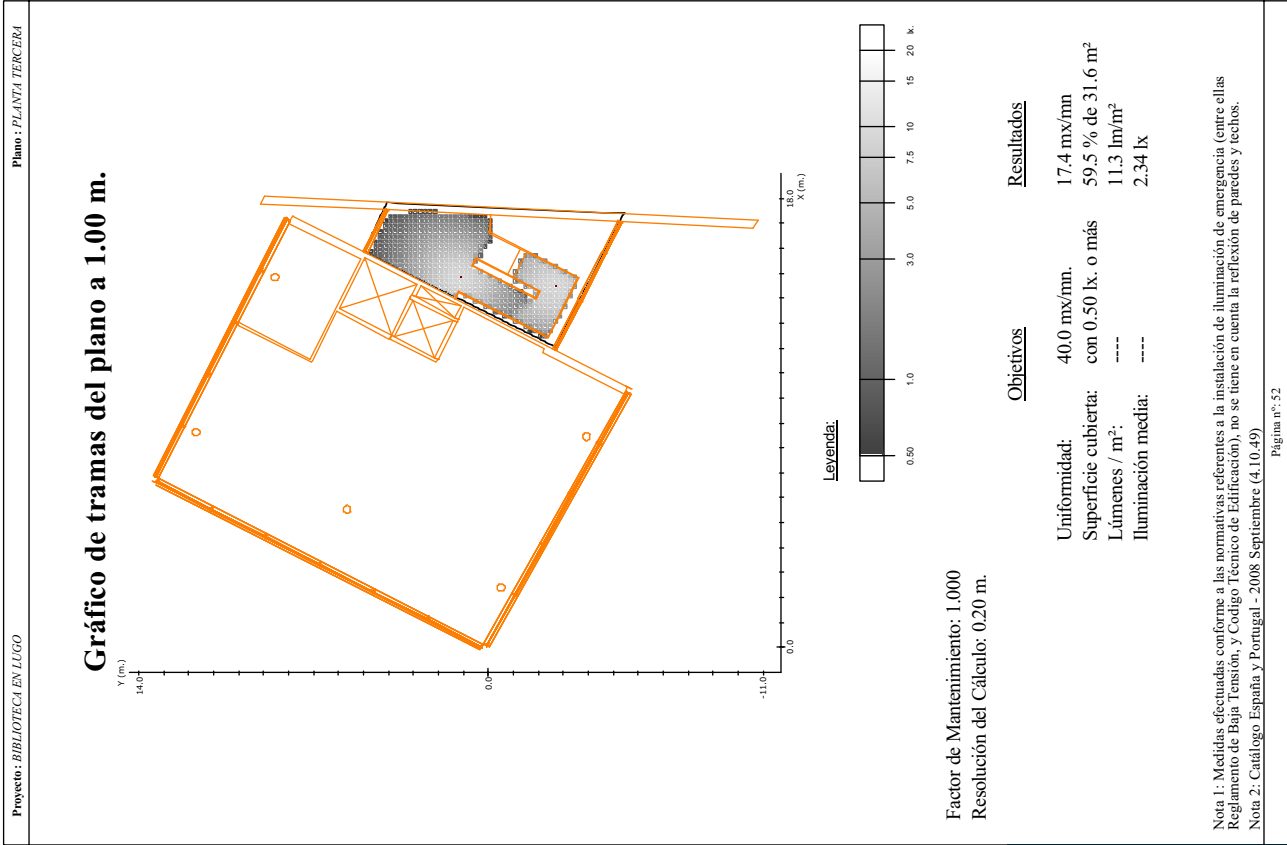 Proyecto : BIBLIOTECA EN LUGO
Plano : PLANTA TERCERA
Gráfico de tramas del plano a 1.00 m.
Y (m.)
14.0
0.0
-11.0
0.0
18.0
X (m.)
Leyenda:
0.50
1.0
3.0
5.0
7.5
10
15
20
lx.
Factor de Mantenimiento: 1.000
Resolución del Cálculo: 0.20 m.
Objetivos
Resultados
Uniformidad: 40.0 mx/mn. 17.4 mx/mn
Superficie cubierta: con 0.50 lx. o más 59.5 % de 31.6 m²
Lúmenes / m²: ---- 11.3 lm/m²
Iluminación media: ---- 2.34 lx
Nota 1: Medidas efectuadas conforme a las normativas referentes a la instalación de iluminación de emergencia (entre ellas
Reglamento de Baja Tensión, y Codigo Técnico de Edificación), no se tiene en cuenta la reflexión de paredes y techos.
Nota 2: Catálogo España y Portugal - 2008 Septiembre (4.10.49)
Página nº: 52